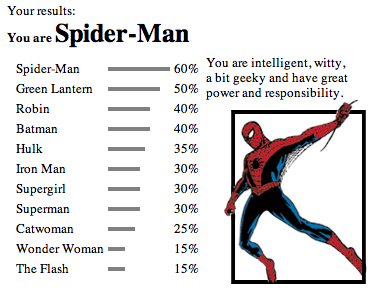 Your results:
You are Spider-Man
Spider-Man 60%
Green Lantern 50%
Robin 40%
Batman 40%
Hulk 35%
Iron Man 30%
Supergirl 30%
Superman 30%
Catwoman 25%
Wonder Woman 15%
The Flash 15%
You are intelligent, witty,
a bit geeky and have great
power and responsibility.